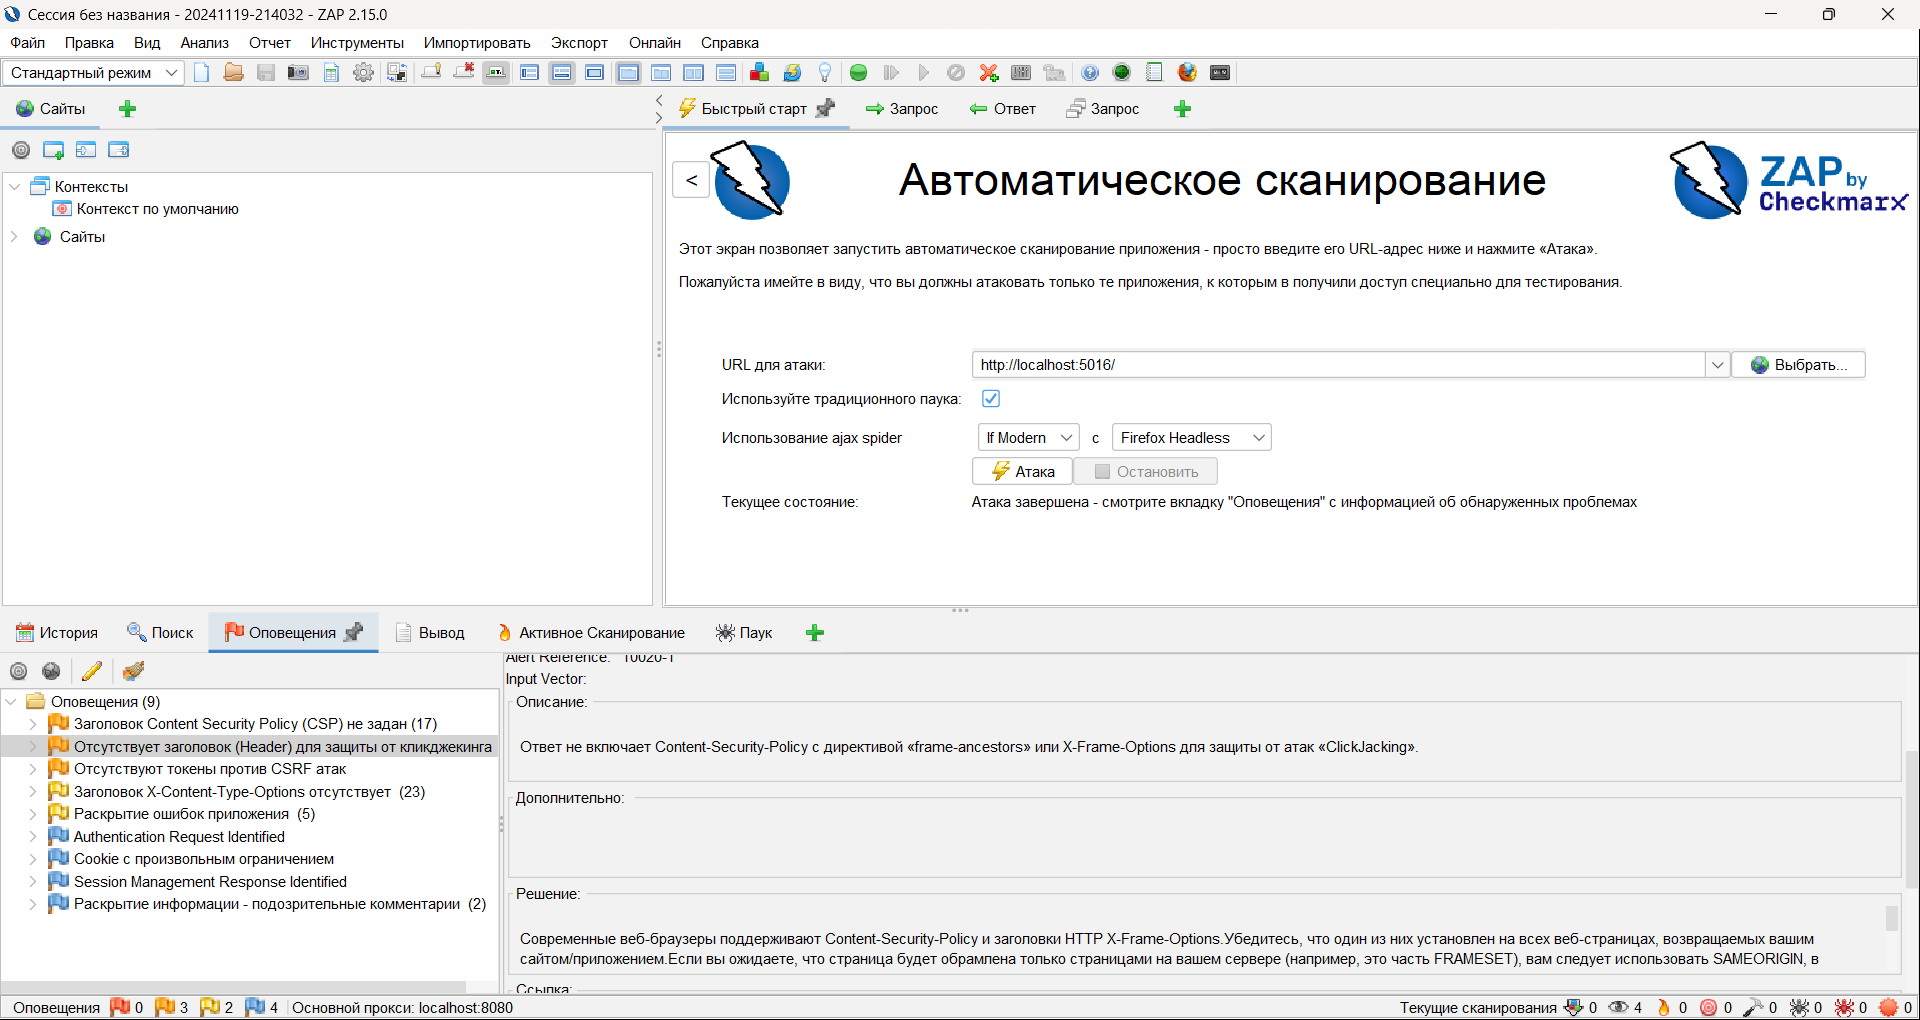 Сессия без названия - 20241119-214032 - ZAP 2.15.0
Файл Правка Вид Анализ Отчет Инструменты Импортировать Экспорт Онлайн Справка
Стандартный режим
Сайты
Быстрый старт Запрос Ответ Запрос
Контексты
Контекст по умолчанию
Сайты
<
Автоматическое сканирование
ZAP by Checkmarx
Этот экран позволяет запустить автоматическое сканирование приложения - просто введите его URL-адрес ниже и нажмите «Атака».
Пожалуйста имейте в виду, что вы должны атаковать только те приложения, к которым в получили доступ специально для тестирования.
URL для атаки: http://localhost:5016/ Выбрать...
Используйте традиционного паука:
Использование ajax spider If Modern с Firefox Headless
Атака Остановить
Текущее состояние: Атака завершена - смотрите вкладку "Оповещения" с информацией об обнаруженных проблемах
История Поиск Оповещения Вывод Активное Сканирование Паук
Оповещения (9)
Заголовок Content Security Policy (CSP) не задан (17)
Отсутствует заголовок (Header) для защиты от кликджекинга
Отсутствуют токены против CSRF атак
Заголовок X-Content-Type-Options отсутствует (23)
Раскрытие ошибок приложения (5)
Authentication Request Identified
Cookie с произвольным ограничением
Session Management Response Identified
Раскрытие информации - подозрительные комментарии (2)
Alert Reference: 10020-1
Input Vector:
Описание:
Ответ не включает Content-Security-Policy с директивой «frame-ancestors» или X-Frame-Options для защиты от атак «ClickJacking».
Дополнительно:
Решение:
Современные веб-браузеры поддерживают Content-Security-Policy и заголовки HTTP X-Frame-Options.Убедитесь, что один из них установлен на всех веб-страницах, возвращаемых вашим
сайтом/приложением.Если вы ожидаете, что страница будет обрамлена только страницами на вашем сервере (например, это часть FRAMESET), вам следует использовать SAMEORIGIN, в
Ссылка:
Оповещения 0 3 2 4 Основной прокси: localhost:8080
Текущие сканирования 0 4 0 0 0 0 0 0